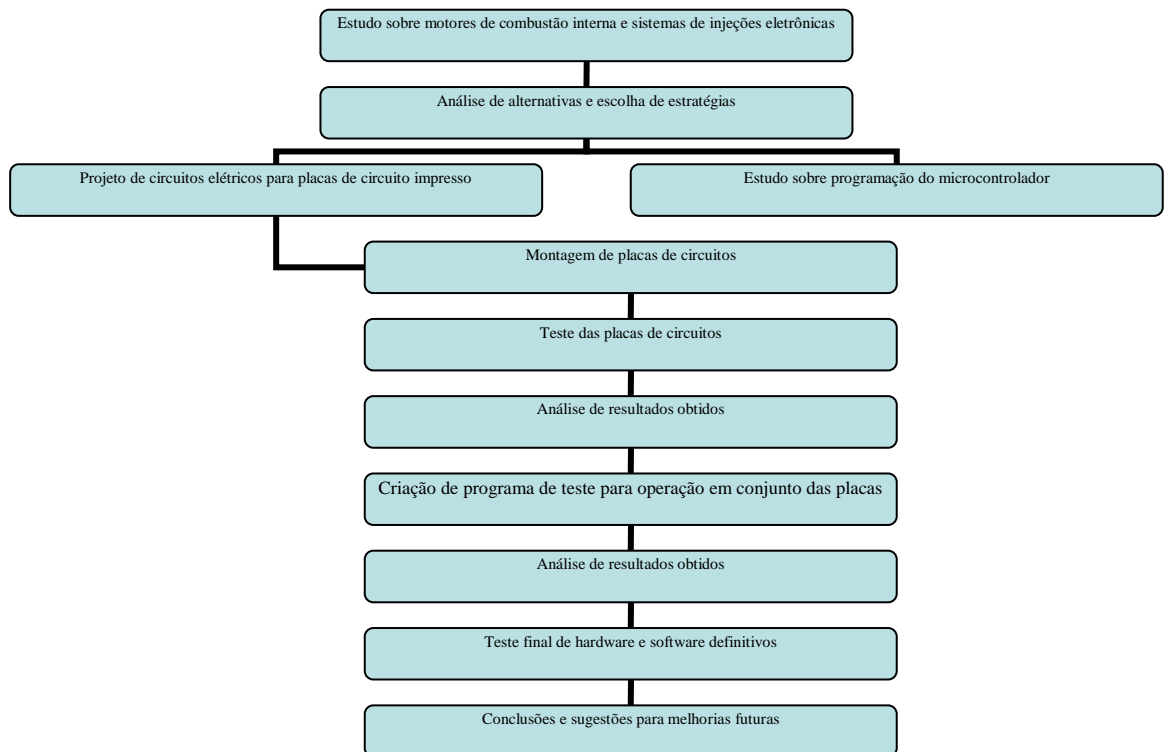 Estudo sobre motores de combustão interna e sistemas de injeções eletrônicas
Análise de alternativas e escolha de estratégias
Projeto de circuitos elétricos para placas de circuito impresso
Estudo sobre programação do microcontrolador
Montagem de placas de circuitos
Teste das placas de circuitos
Análise de resultados obtidos
Criação de programa de teste para operação em conjunto das placas
Análise de resultados obtidos
Teste final de hardware e software definitivos
Conclusões e sugestões para melhorias futuras